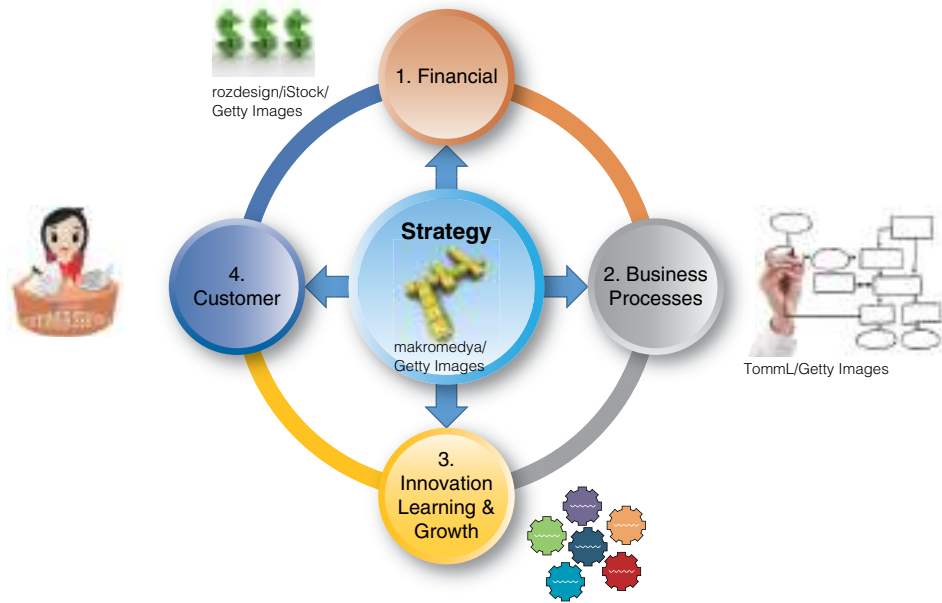 rozdesign/iStock/
Getty Images
1. Financial
Strategy
makromedya/
Getty Images
4.
Customer
2. Business
Processes
TommL/Getty Images
3.
Innovation
Learning &
Growth